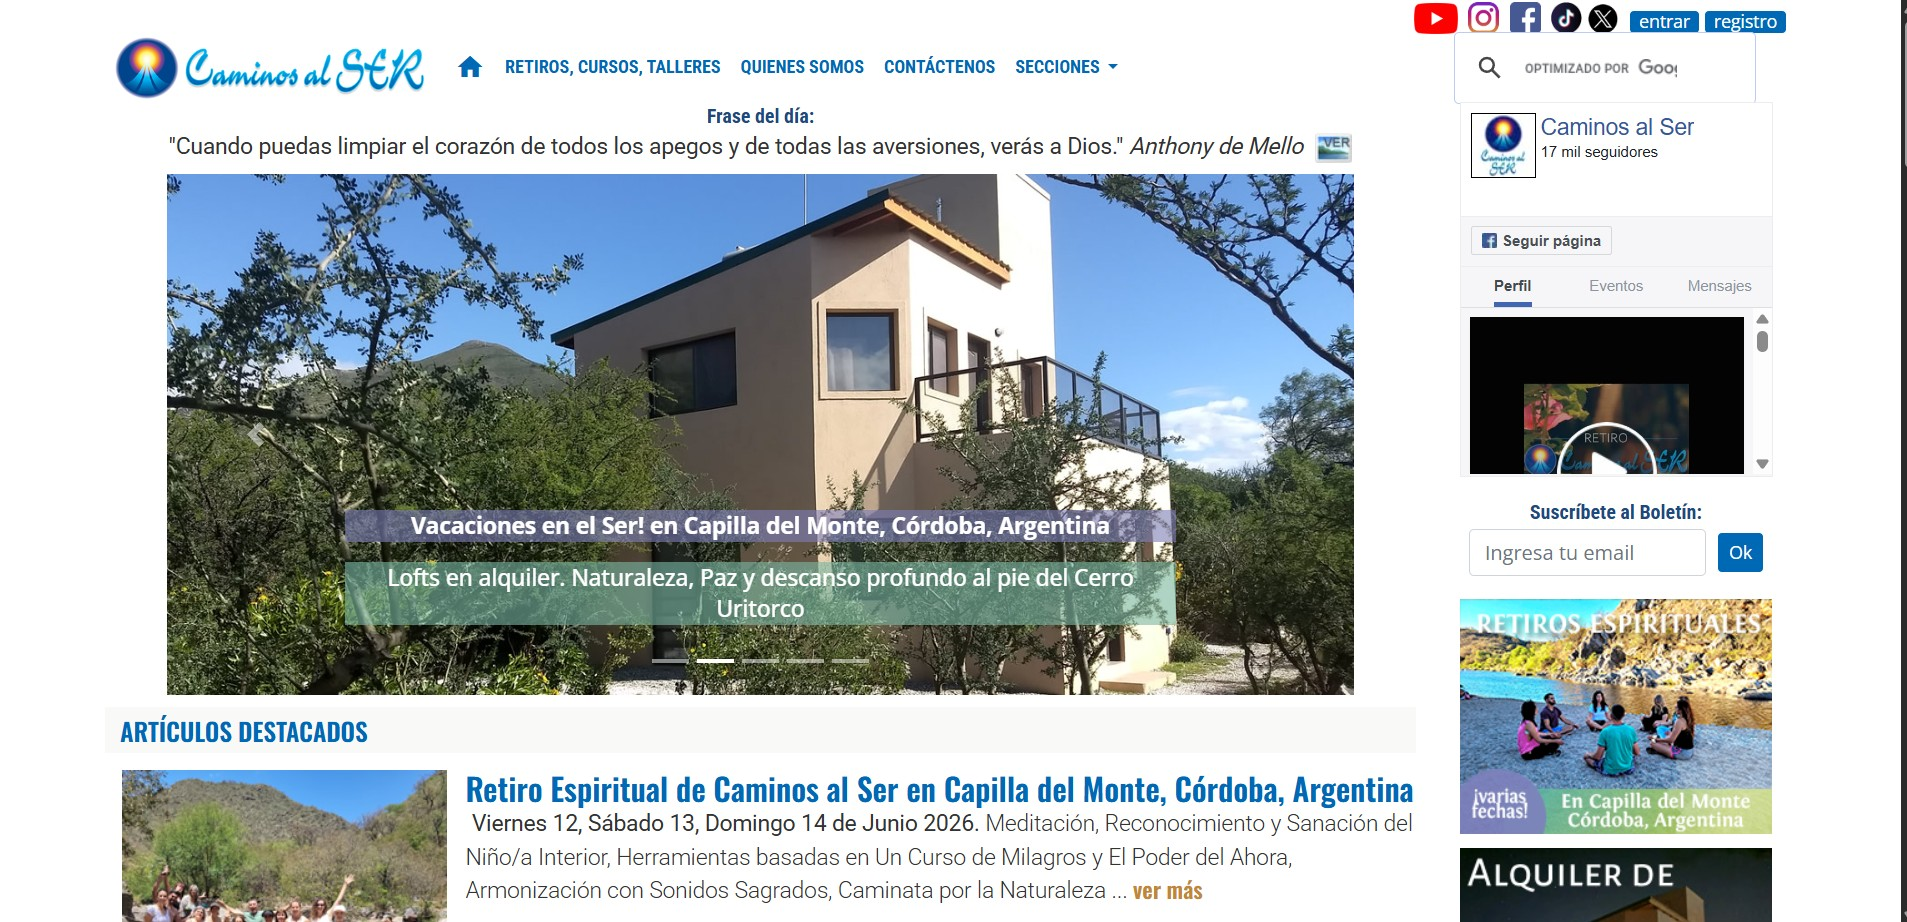 entrar registro
Caminos al SER
RETIROS, CURSOS, TALLERES QUIENES SOMOS CONTÁCTENOS SECCIONES
OPTIMIZADO POR
Frase del día:
"Cuando puedas limpiar el corazón de todos los apegos y de todas las aversiones, verás a Dios." Anthony de Mello VER
Vacaciones en el Ser! en Capilla del Monte, Córdoba, Argentina
Lofts en alquiler. Naturaleza, Paz y descanso profundo al pie del Cerro
Uritorco
ARTÍCULOS DESTACADOS
Retiro Espiritual de Caminos al Ser en Capilla del Monte, Córdoba, Argentina
Viernes 12, Sábado 13, Domingo 14 de Junio 2026. Meditación, Reconocimiento y Sanación del
Niño/a Interior, Herramientas basadas en Un Curso de Milagros y El Poder del Ahora,
Armonización con Sonidos Sagrados, Caminata por la Naturaleza ... ver más
Caminos al Ser
17 mil seguidores
Caminos al
SER
Seguir página
Perfil Eventos Mensajes
RETIRO
Caminos al SER
Suscríbete al Boletín:
Ingresa tu email Ok
RETIROS ESPIRITUALES
¡varias
fechas!
En Capilla del Monte
Córdoba, Argentina
ALQUILER DE